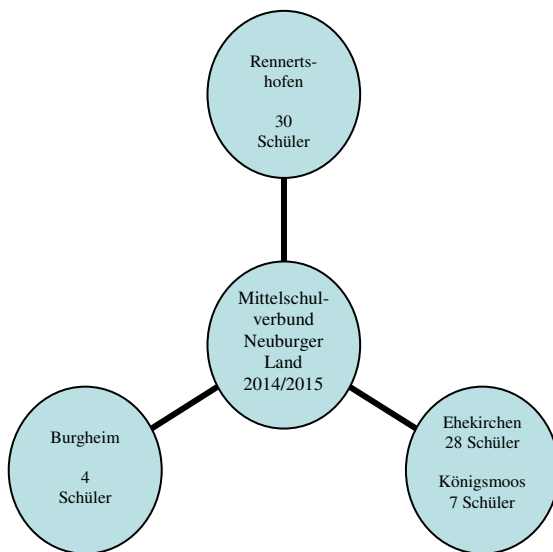 Rennerts-
hofen
30
Schüler
Mittelschul-
verbund
Neuburger
Land
2014/2015
Burgheim
4
Schüler
Ehekirchen
28 Schüler
Königsmoos
7 Schüler